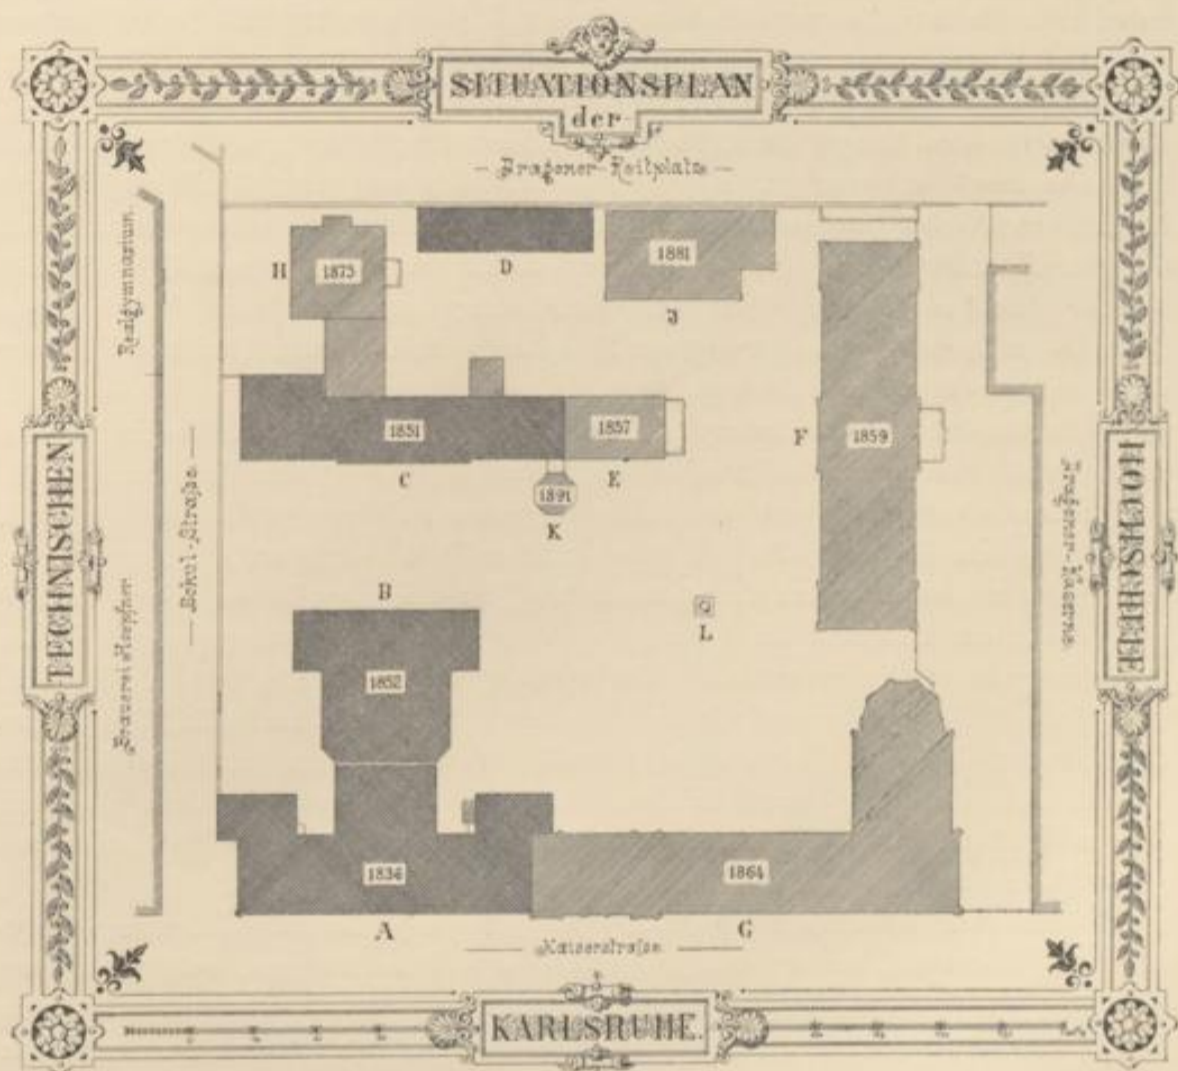 SITUATIONSPLAN
der
TECHNISCHEN
HOCHSCHULE
KARLSRUHE.
— Dragoner-Reitplatz —
Realgymnasium.
— Schul-Straße —
Brauerei Hoepfner
Dragoner-Kaserne.
H
1875
D
1881
J
1851
C
1857
E
F
1859
1891
K
B
1852
L
1836
A
1864
G
— Kaiserstraße —